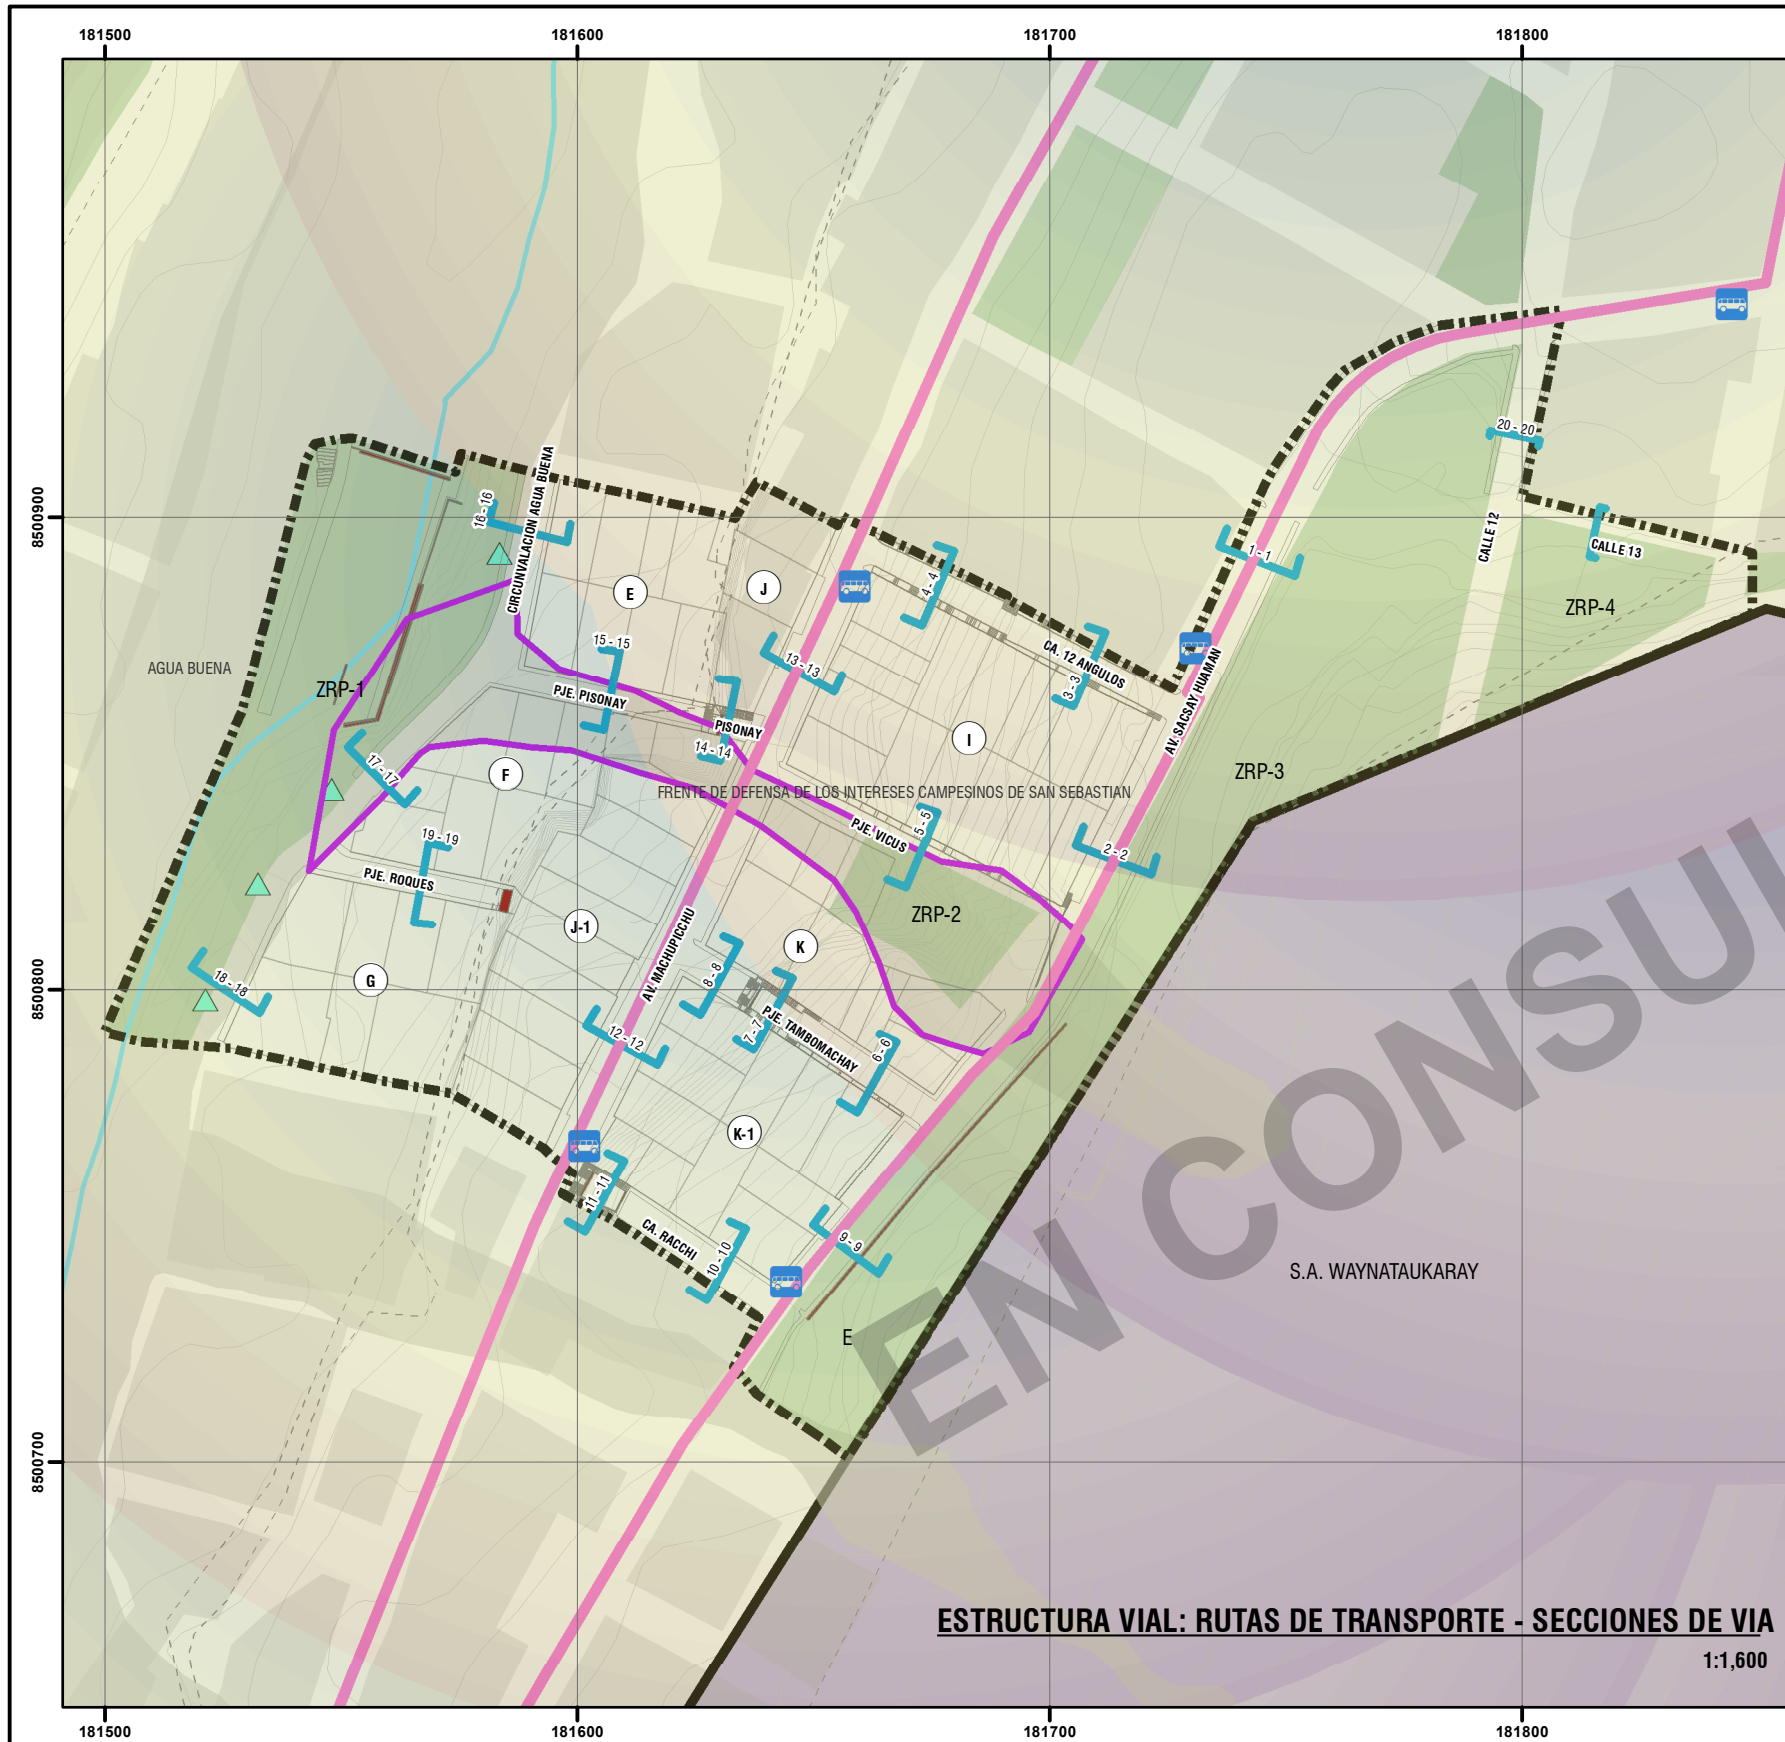 181500
181600
181700
181800
8500900
8500800
8500700
20 - 20
CIRCUNVALACION AGUA BUENA
16 - 16
CALLE 12
CALLE 13
1 - 1
E
J
4 - 4
ZRP-4
15 - 15
CA. 12 ANGULOS
AGUA BUENA
13 - 13
3 - 3
ZRP-1
PJE. PISONAY
AV. SACSAY HUAMAN
PISONAY
14 - 14
I
17 - 17
F
ZRP-3
FRENTE DE DEFENSA DE LOS INTERESES CAMPESINOS DE SAN SEBASTIAN
PJE. VICUS
5 - 5
19 - 19
2 - 2
PJE. ROQUES
ZRP-2
J-1
AV. MACHUPICCHU
K
8 - 8
G
18 - 18
7 - 7
PJE. TAMBOMACHAY
12 - 12
6 - 6
K-1
11 - 11
CA. RACCHI
10 - 10
9 - 9
S.A. WAYNATAUKARAY
E
EN CONSU
ESTRUCTURA VIAL: RUTAS DE TRANSPORTE - SECCIONES DE VIA
1:1,600
181500
181600
181700
181800